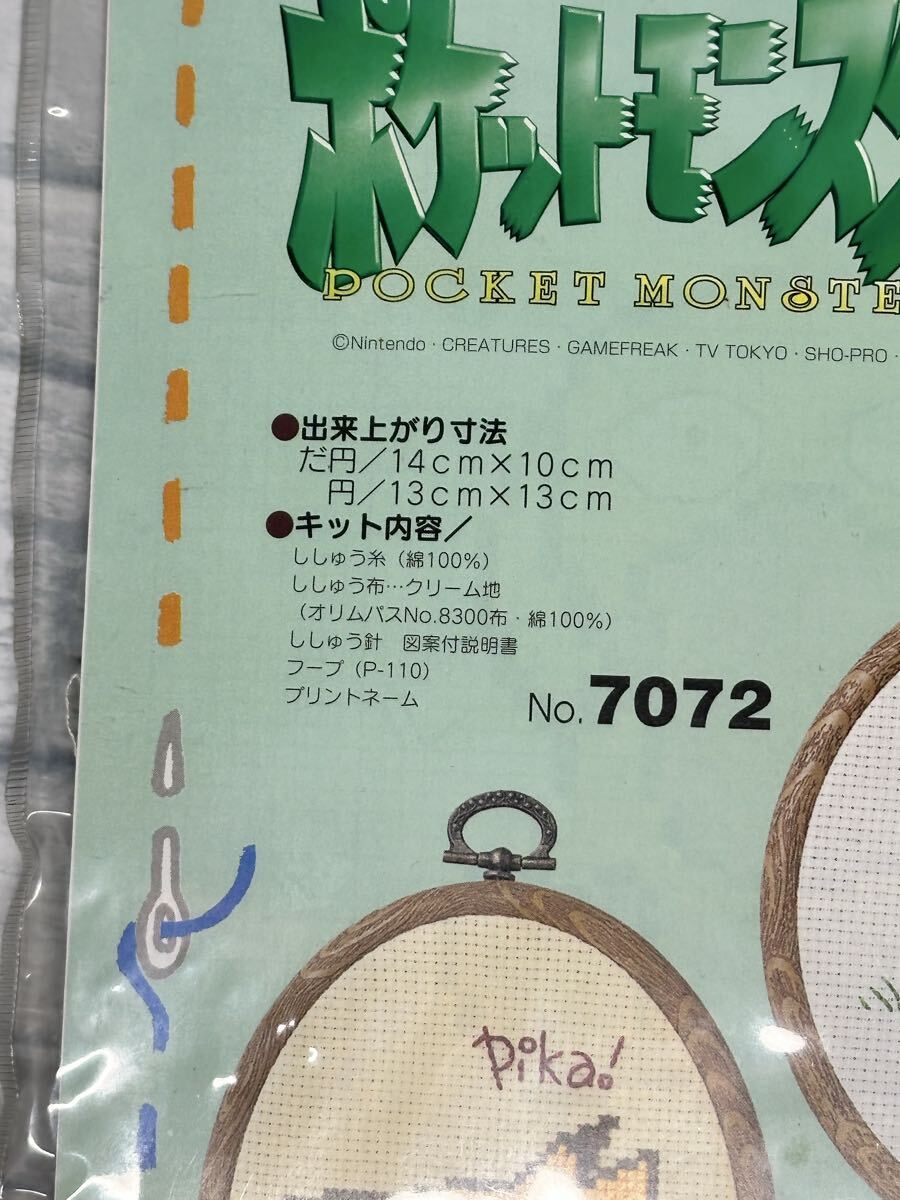 ポケットモンスタ
POCKET MONSTE
©Nintendo・CREATURES・GAMEFREAK・TV TOKYO・SHO-PRO・
●出来上がり寸法
だ円／14cm×10cm
円／13cm×13cm
●キット内容／
ししゅう糸（綿100%）
ししゅう布…クリーム地
（オリムパスNo.8300布・綿100%）
ししゅう針　図案付説明書
フープ（P-110）
プリントネーム
No.7072
Pika!